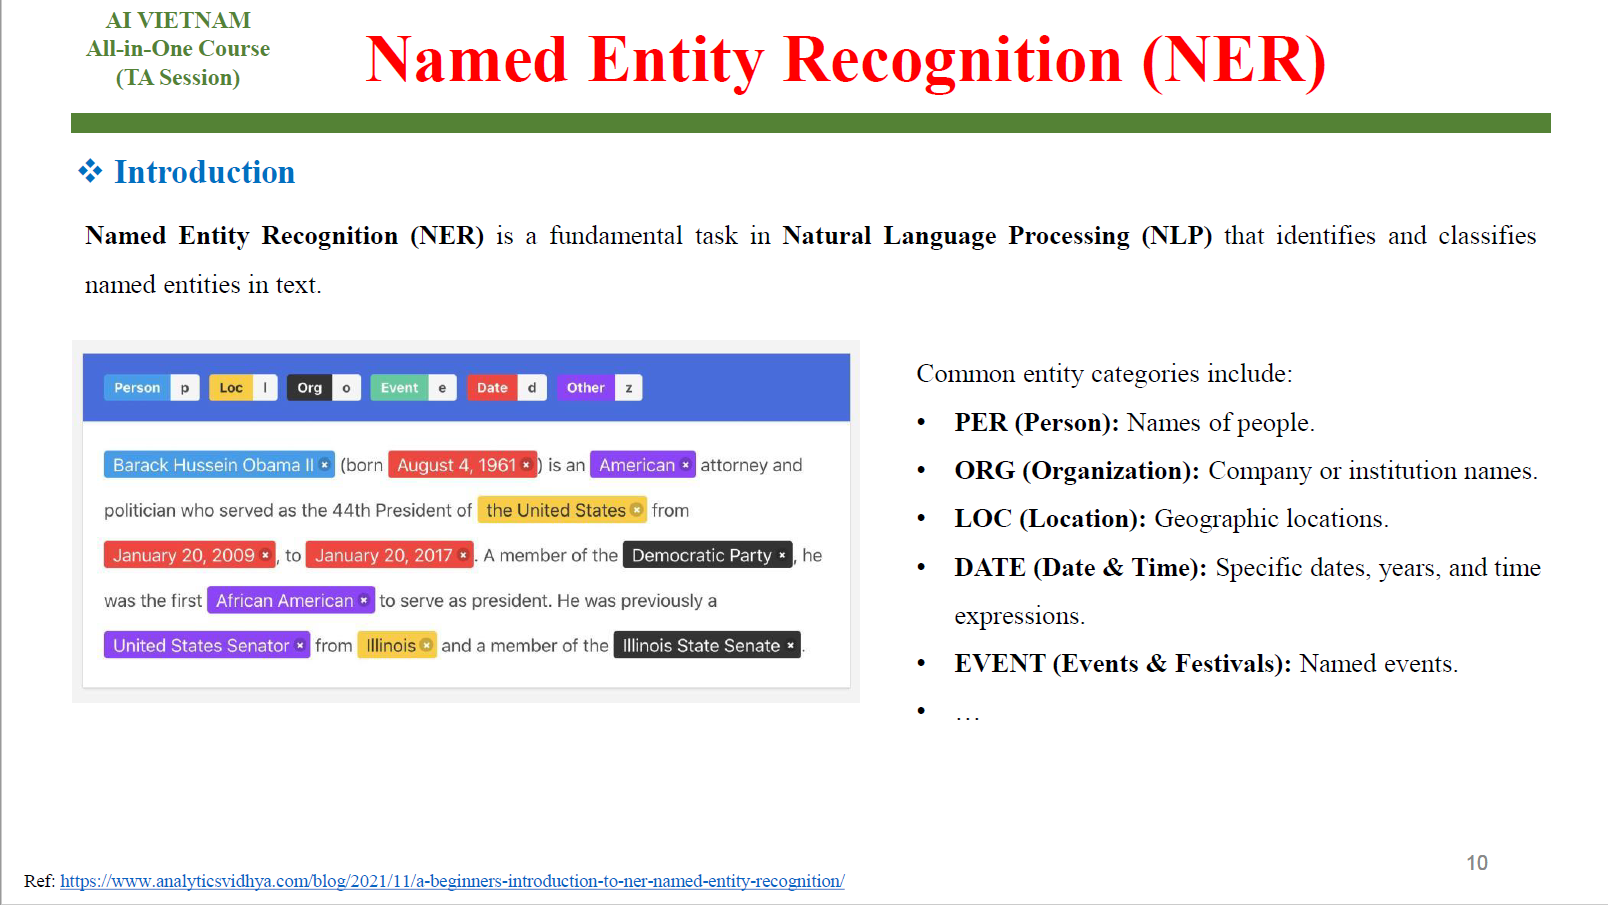 AI VIETNAM
All-in-One Course
(TA Session)
Named Entity Recognition (NER)
Introduction
Named Entity Recognition (NER) is a fundamental task in Natural Language Processing (NLP) that identifies and classifies
named entities in text.
Person p Loc l Org o Event e Date d Other z
Barack Hussein Obama II (born August 4, 1961) is an American attorney and
politician who served as the 44th President of the United States from
January 20, 2009, to January 20, 2017. A member of the Democratic Party, he
was the first African American to serve as president. He was previously a
United States Senator from Illinois and a member of the Illinois State Senate.
Common entity categories include:
• PER (Person): Names of people.
• ORG (Organization): Company or institution names.
• LOC (Location): Geographic locations.
• DATE (Date & Time): Specific dates, years, and time
expressions.
• EVENT (Events & Festivals): Named events.
• …
10
Ref: https://www.analyticsvidhya.com/blog/2021/11/a-beginners-introduction-to-ner-named-entity-recognition/